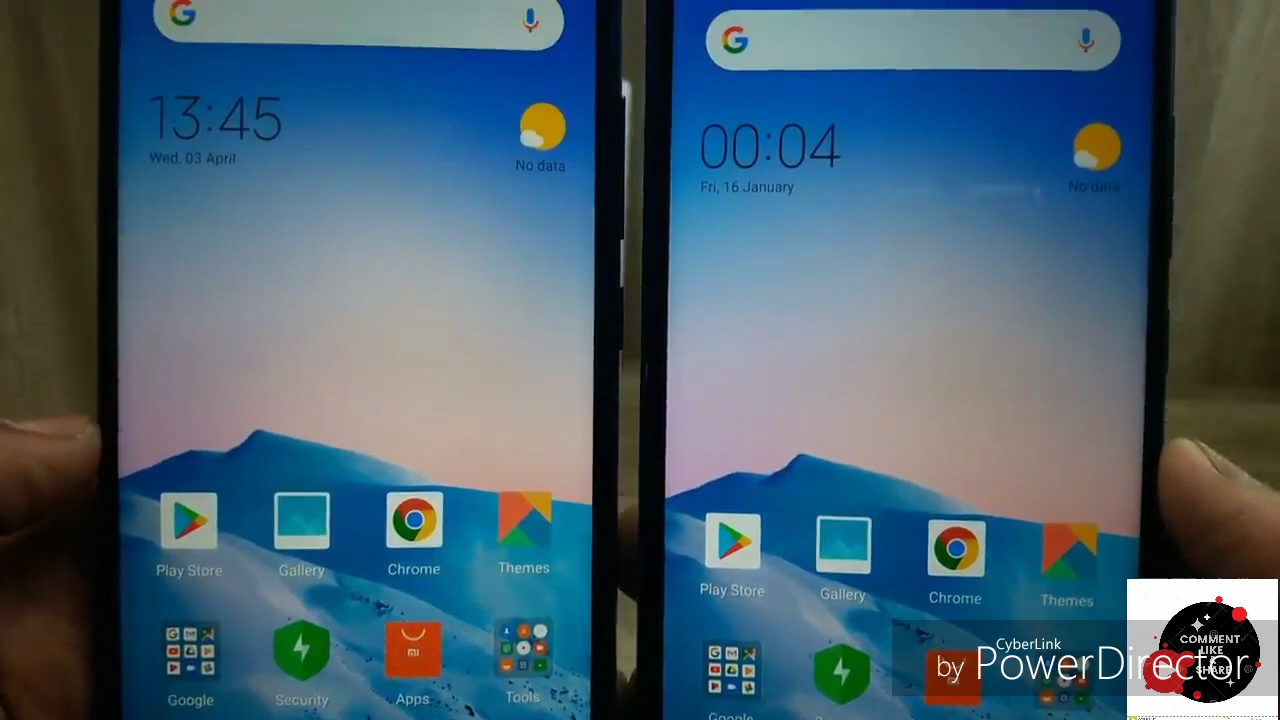 13:45
Wed, 03 April
No data
Play Store
Gallery
Chrome
Themes
mi
Google
Security
Apps
Tools
00:04
Fri, 16 January
No data
Play Store
Gallery
Chrome
Themes
Google
CyberLink
by PowerDirector
COMMENT
LIKE
SHARE